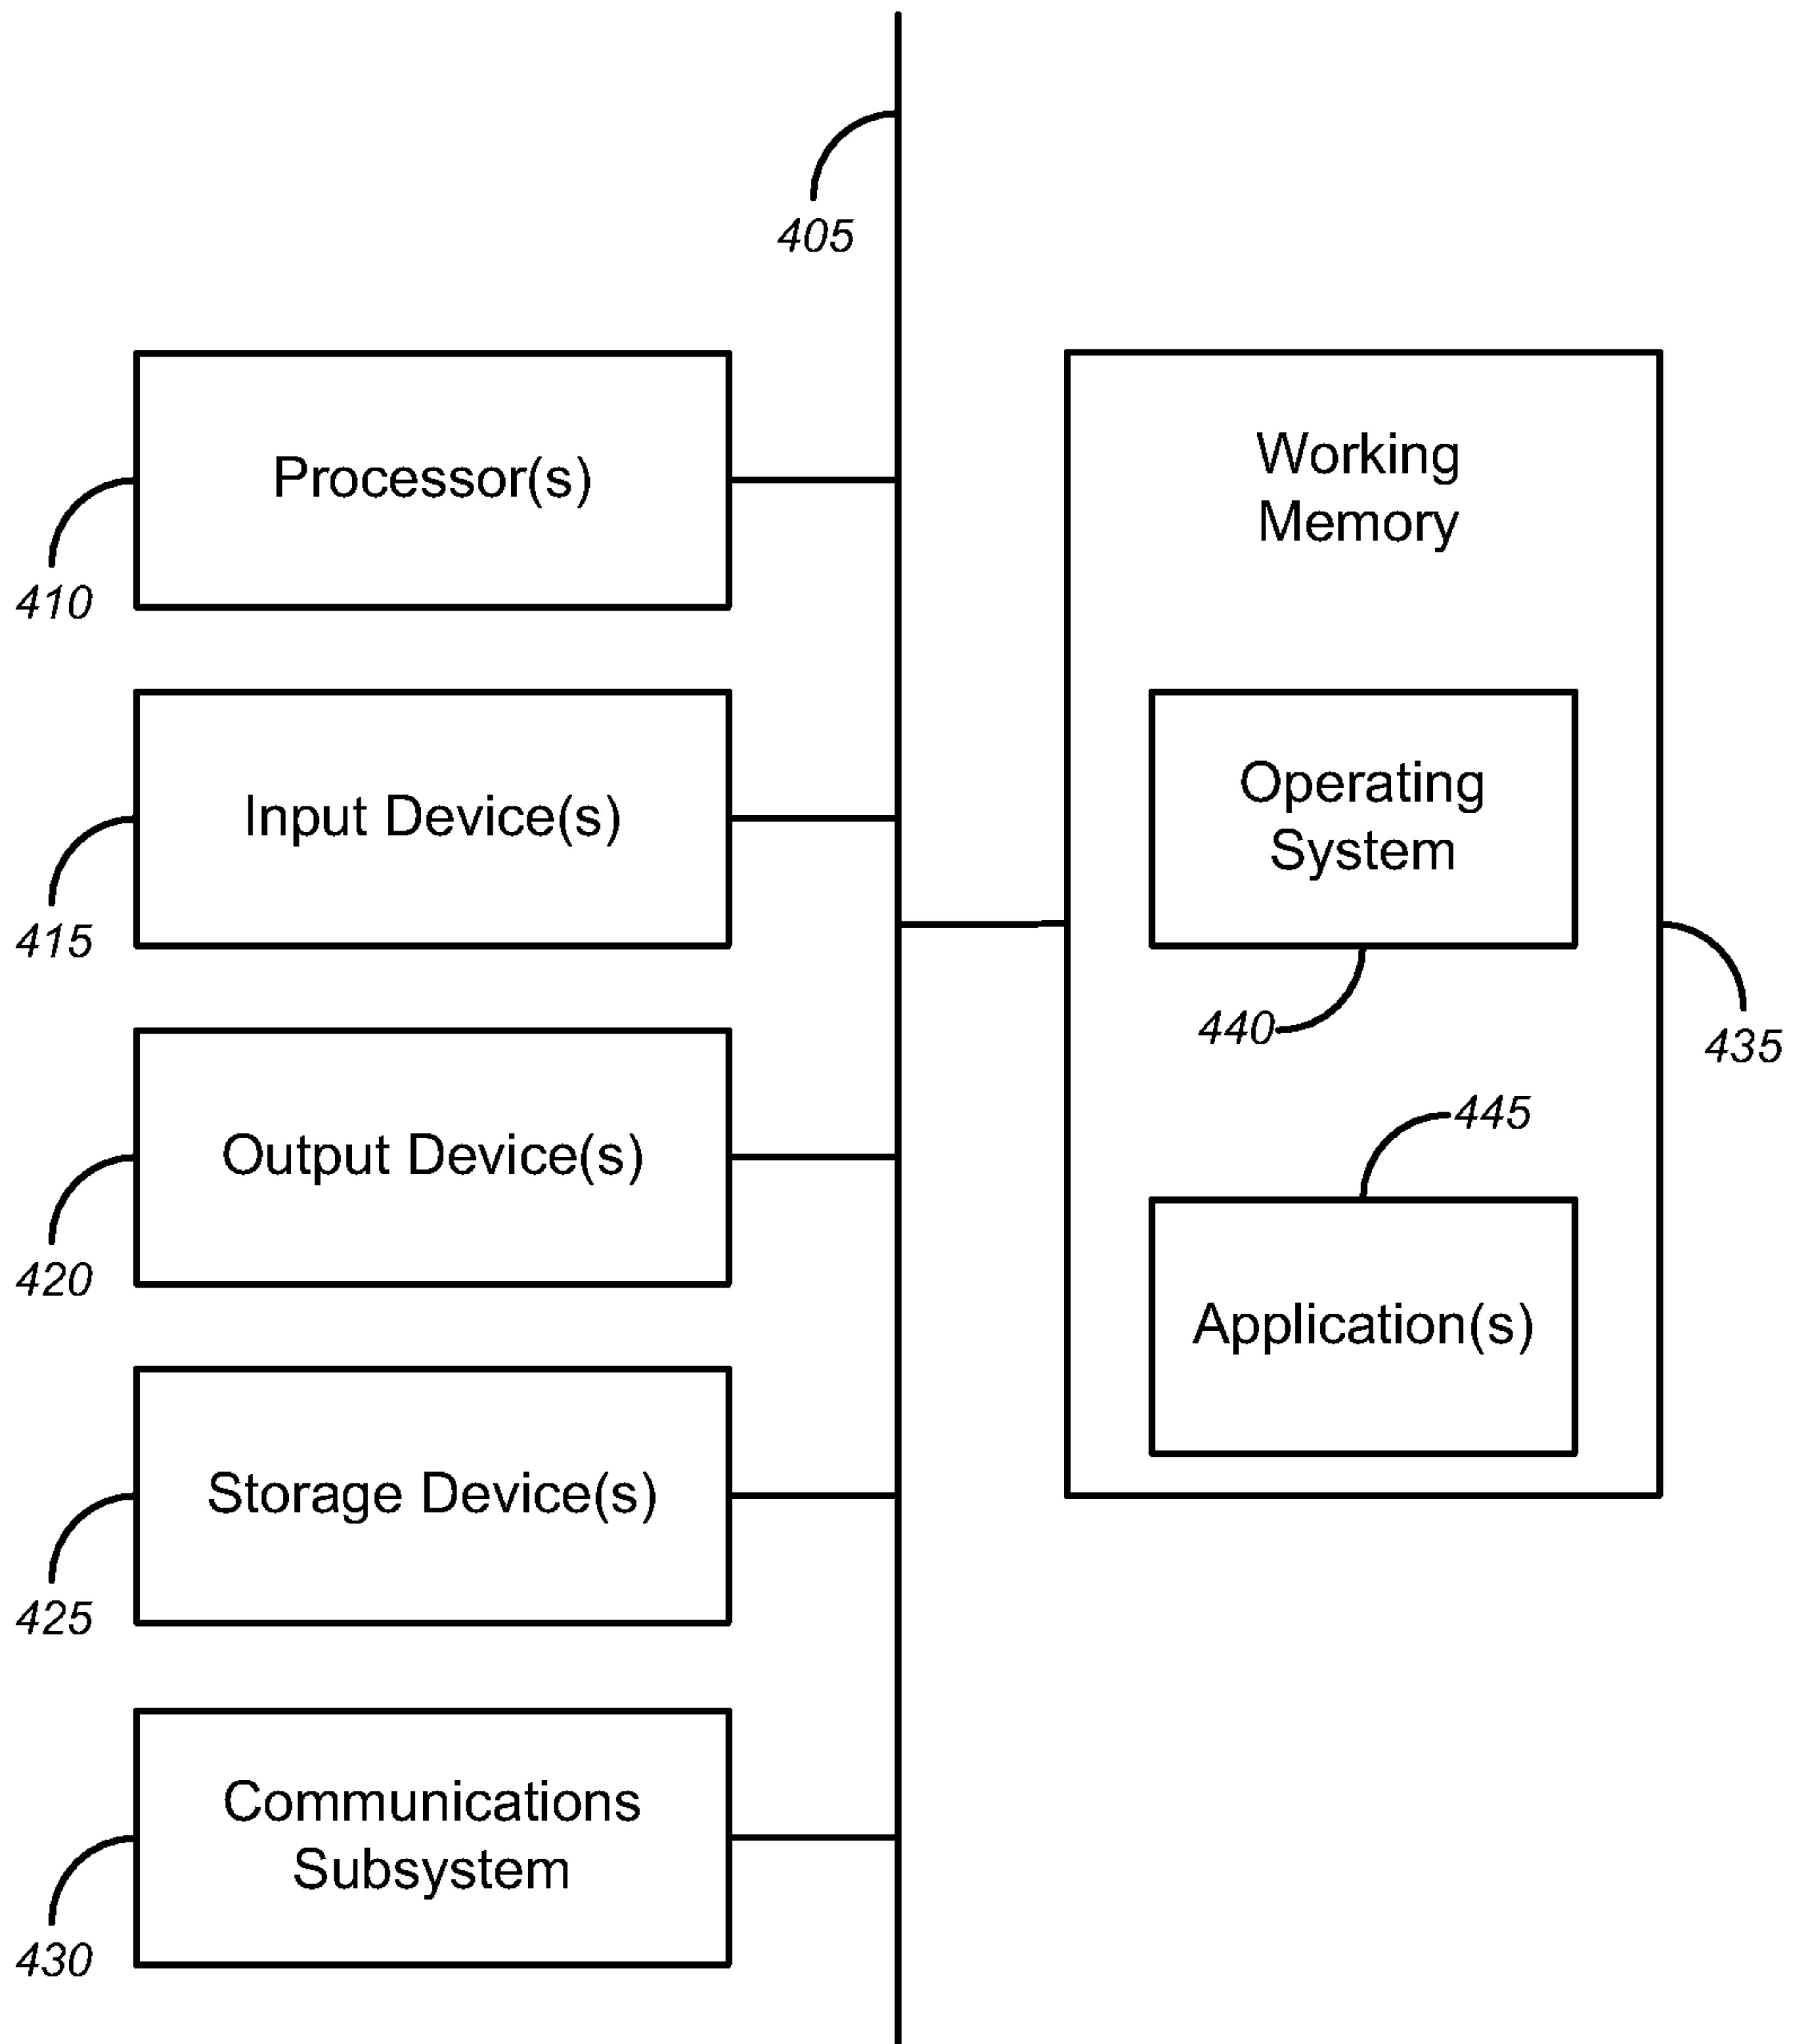 405
Processor(s)
410
Input Device(s)
415
Output Device(s)
420
Storage Device(s)
425
Communications
Subsystem
430
Working
Memory
Operating
System
440
435
445
Application(s)